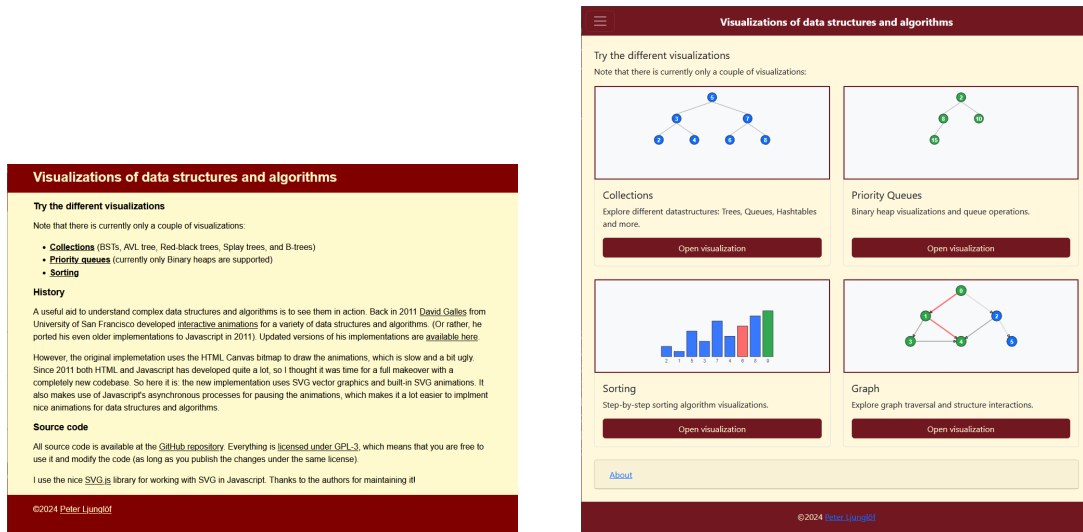 Visualizations of data structures and algorithms
Try the different visualizations
Note that there is currently only a couple of visualizations:
• Collections (BSTs, AVL tree, Red-black trees, Splay trees, and B-trees)
• Priority queues (currently only Binary heaps are supported)
• Sorting
History
A useful aid to understand complex data structures and algorithms is to see them in action. Back in 2011 David Galles from
University of San Francisco developed interactive animations for a variety of data structures and algorithms. (Or rather, he
ported his even older implementations to Javascript in 2011). Updated versions of his implementations are available here.
However, the original implemetation uses the HTML Canvas bitmap to draw the animations, which is slow and a bit ugly.
Since 2011 both HTML and Javascript has developed quite a lot, so I thought it was time for a full makeover with a
completely new codebase. So here it is: the new implementation uses SVG vector graphics and built-in SVG animations. It
also makes use of Javascript's asynchronous processes for pausing the animations, which makes it a lot easier to implment
nice animations for data structures and algorithms.
Source code
All source code is available at the GitHub repository. Everything is licensed under GPL-3, which means that you are free to
use it and modify the code (as long as you publish the changes under the same license).
I use the nice SVG.js library for working with SVG in Javascript. Thanks to the authors for maintaining it!
©2024 Peter Ljunglöf
Visualizations of data structures and algorithms
Try the different visualizations
Note that there is currently only a couple of visualizations:
5
3 7
2 4 6 8
Collections
Explore different datastructures: Trees, Queues, Hashtables
and more.
Open visualization
2
8 10
15
Priority Queues
Binary heap visualizations and queue operations.
Open visualization
2 1 6 3 7 4
Sorting
Step-by-step sorting algorithm visualizations.
Open visualization
0
1 2
3 4 5
Graph
Explore graph traversal and structure interactions.
Open visualization
About
©2024 Peter Ljunglöf